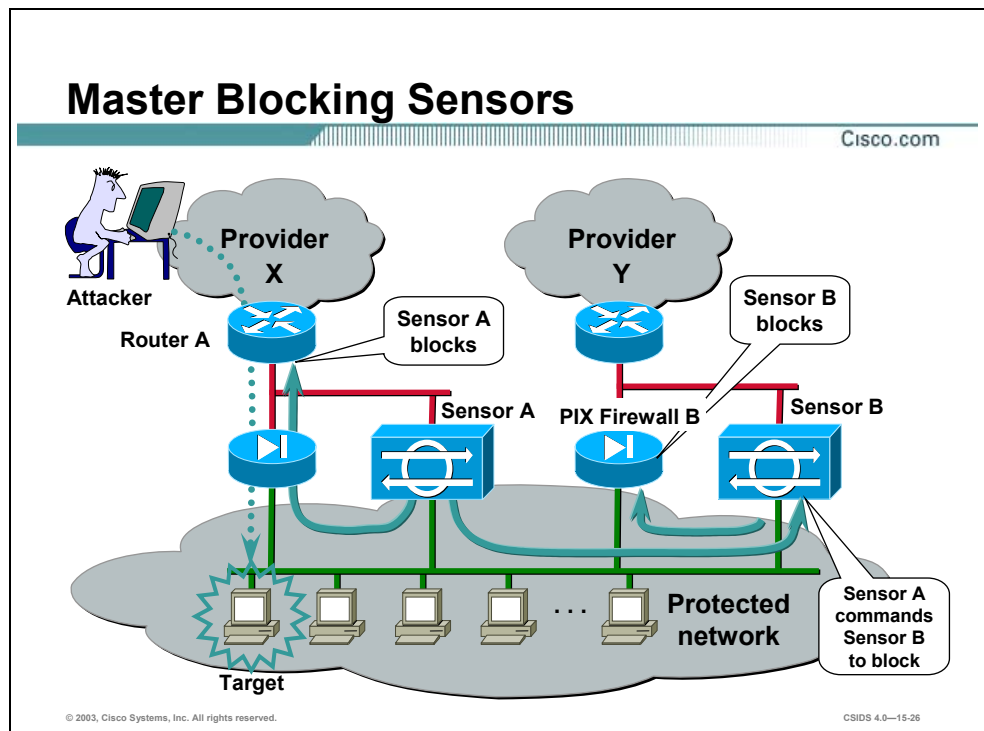 Master Blocking Sensors
Cisco.com
Provider
X
Provider
Y
Attacker
Router A
Sensor A
blocks
Sensor B
blocks
Sensor A
PIX Firewall B
Sensor B
...
Protected
network
Sensor A
commands
Sensor B
to block
Target
© 2003, Cisco Systems, Inc. All rights reserved.
CSIDS 4.0—15-26